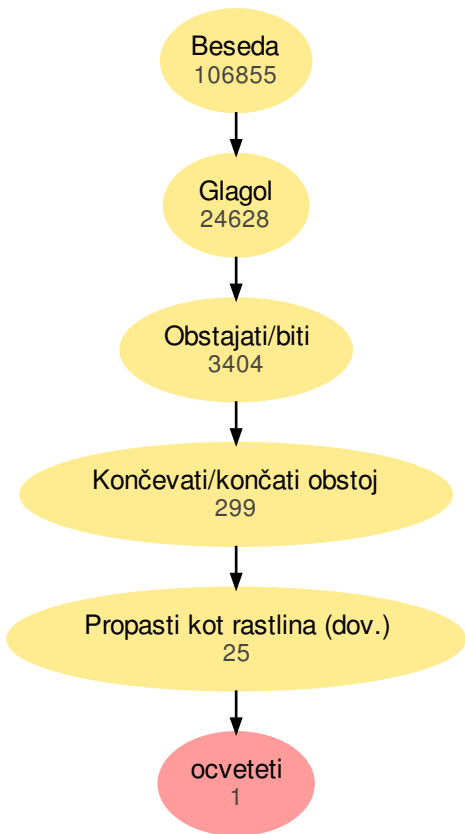 Beseda
106855
Glagol
24628
Obstajati/biti
3404
Končevati/končati obstoj
299
Propasti kot rastlina (dov.)
25
ocveteti
1